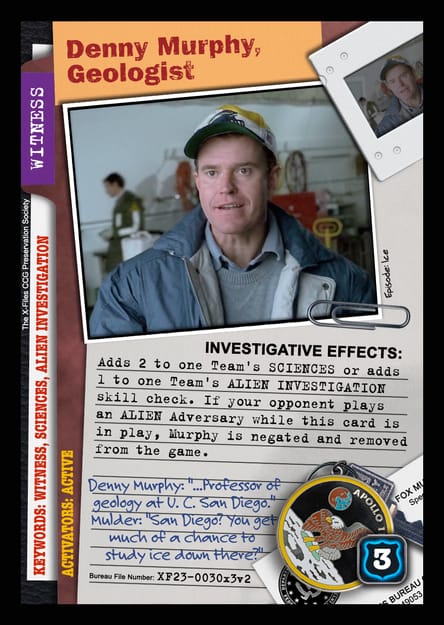 Denny Murphy,
Geologist
WITNESS
The X-Files CCG Preservation Society
KEYWORDS: WITNESS, SCIENCES, ALIEN INVESTIGATION
ACTIVATORS: ACTIVE
Episode: Ice
INVESTIGATIVE EFFECTS:
Adds 2 to one Team's SCIENCES or adds
1 to one Team's ALIEN INVESTIGATION
skill check. If your opponent plays
an ALIEN Adversary while this card is
in play, Murphy is negated and removed
from the game.
Denny Murphy: "...Professor of
geology at U. C. San Diego."
Mulder: "San Diego? You get
much of a chance to
study ice down there?"
Bureau File Number: XF23-0030x3v2
APOLLO
3
FOX MU
Spe
S BUREAU